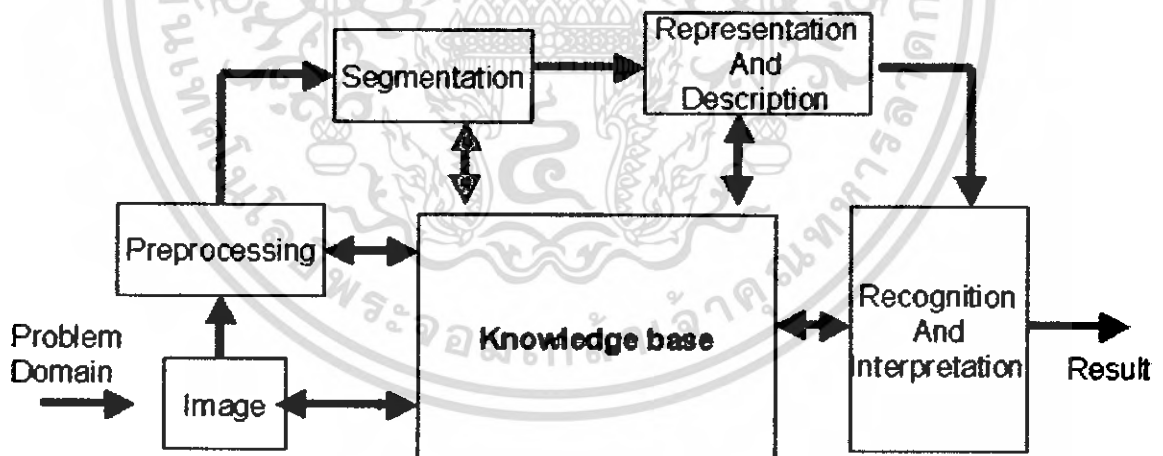 Representation
And
Description
Segmentation
Preprocessing
Problem
Domain
Image
Knowledge base
Recognition
And
Interpretation
Result